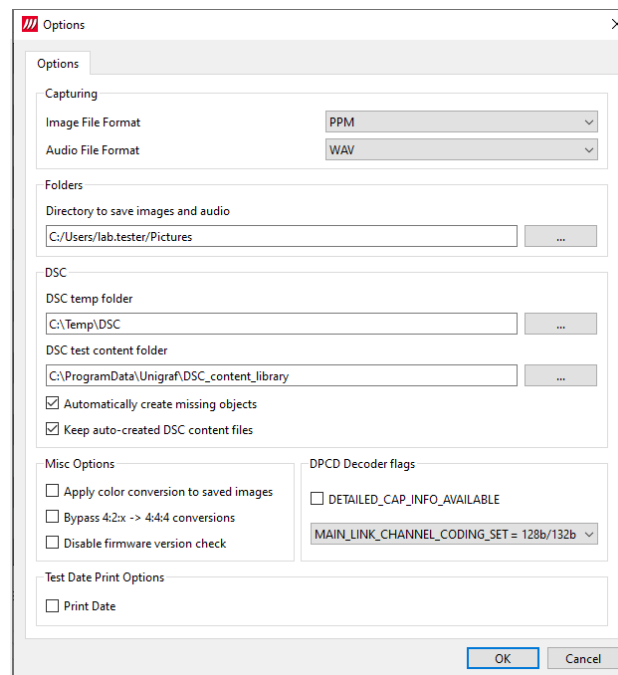 Options
Options
Capturing
Image File Format
PPM
Audio File Format
WAV
Folders
Directory to save images and audio
C:/Users/lab.tester/Pictures
...
DSC
DSC temp folder
C:\Temp\DSC
...
DSC test content folder
C:\ProgramData\Unigraf\DSC_content_library
...
Automatically create missing objects
Keep auto-created DSC content files
Misc Options
Apply color conversion to saved images
Bypass 4:2:x -> 4:4:4 conversions
Disable firmware version check
DPCD Decoder flags
DETAILED_CAP_INFO_AVAILABLE
MAIN_LINK_CHANNEL_CODING_SET = 128b/132b
Test Date Print Options
Print Date
OK
Cancel